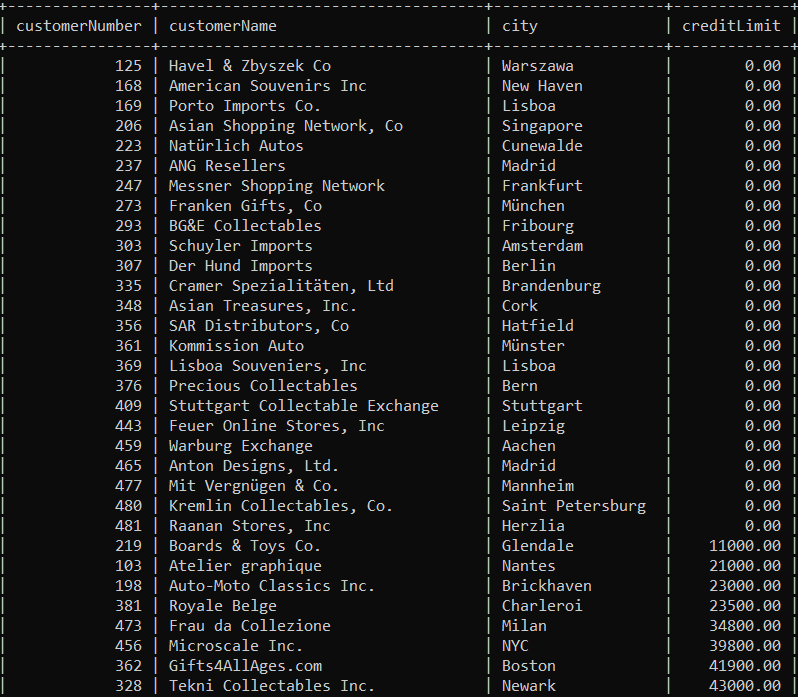 customerNumber | customerName | city | creditLimit
125 | Havel & Zbyszek Co | Warszawa | 0.00
168 | American Souvenirs Inc | New Haven | 0.00
169 | Porto Imports Co. | Lisboa | 0.00
206 | Asian Shopping Network, Co | Singapore | 0.00
223 | Natürlich Autos | Cunewalde | 0.00
237 | ANG Resellers | Madrid | 0.00
247 | Messner Shopping Network | Frankfurt | 0.00
273 | Franken Gifts, Co | München | 0.00
293 | BG&E Collectables | Fribourg | 0.00
303 | Schuyler Imports | Amsterdam | 0.00
307 | Der Hund Imports | Berlin | 0.00
335 | Cramer Spezialitäten, Ltd | Brandenburg | 0.00
348 | Asian Treasures, Inc. | Cork | 0.00
356 | SAR Distributors, Co | Hatfield | 0.00
361 | Kommission Auto | Münster | 0.00
369 | Lisboa Souveniers, Inc | Lisboa | 0.00
376 | Precious Collectables | Bern | 0.00
409 | Stuttgart Collectable Exchange | Stuttgart | 0.00
443 | Feuer Online Stores, Inc | Leipzig | 0.00
459 | Warburg Exchange | Aachen | 0.00
465 | Anton Designs, Ltd. | Madrid | 0.00
477 | Mit Vergnügen & Co. | Mannheim | 0.00
480 | Kremlin Collectables, Co. | Saint Petersburg | 0.00
481 | Raanan Stores, Inc | Herzlia | 0.00
219 | Boards & Toys Co. | Glendale | 11000.00
103 | Atelier graphique | Nantes | 21000.00
198 | Auto-Moto Classics Inc. | Brickhaven | 23000.00
381 | Royale Belge | Charleroi | 23500.00
473 | Frau da Collezione | Milan | 34800.00
456 | Microscale Inc. | NYC | 39800.00
362 | Gifts4AllAges.com | Boston | 41900.00
328 | Tekni Collectables Inc. | Newark | 43000.00